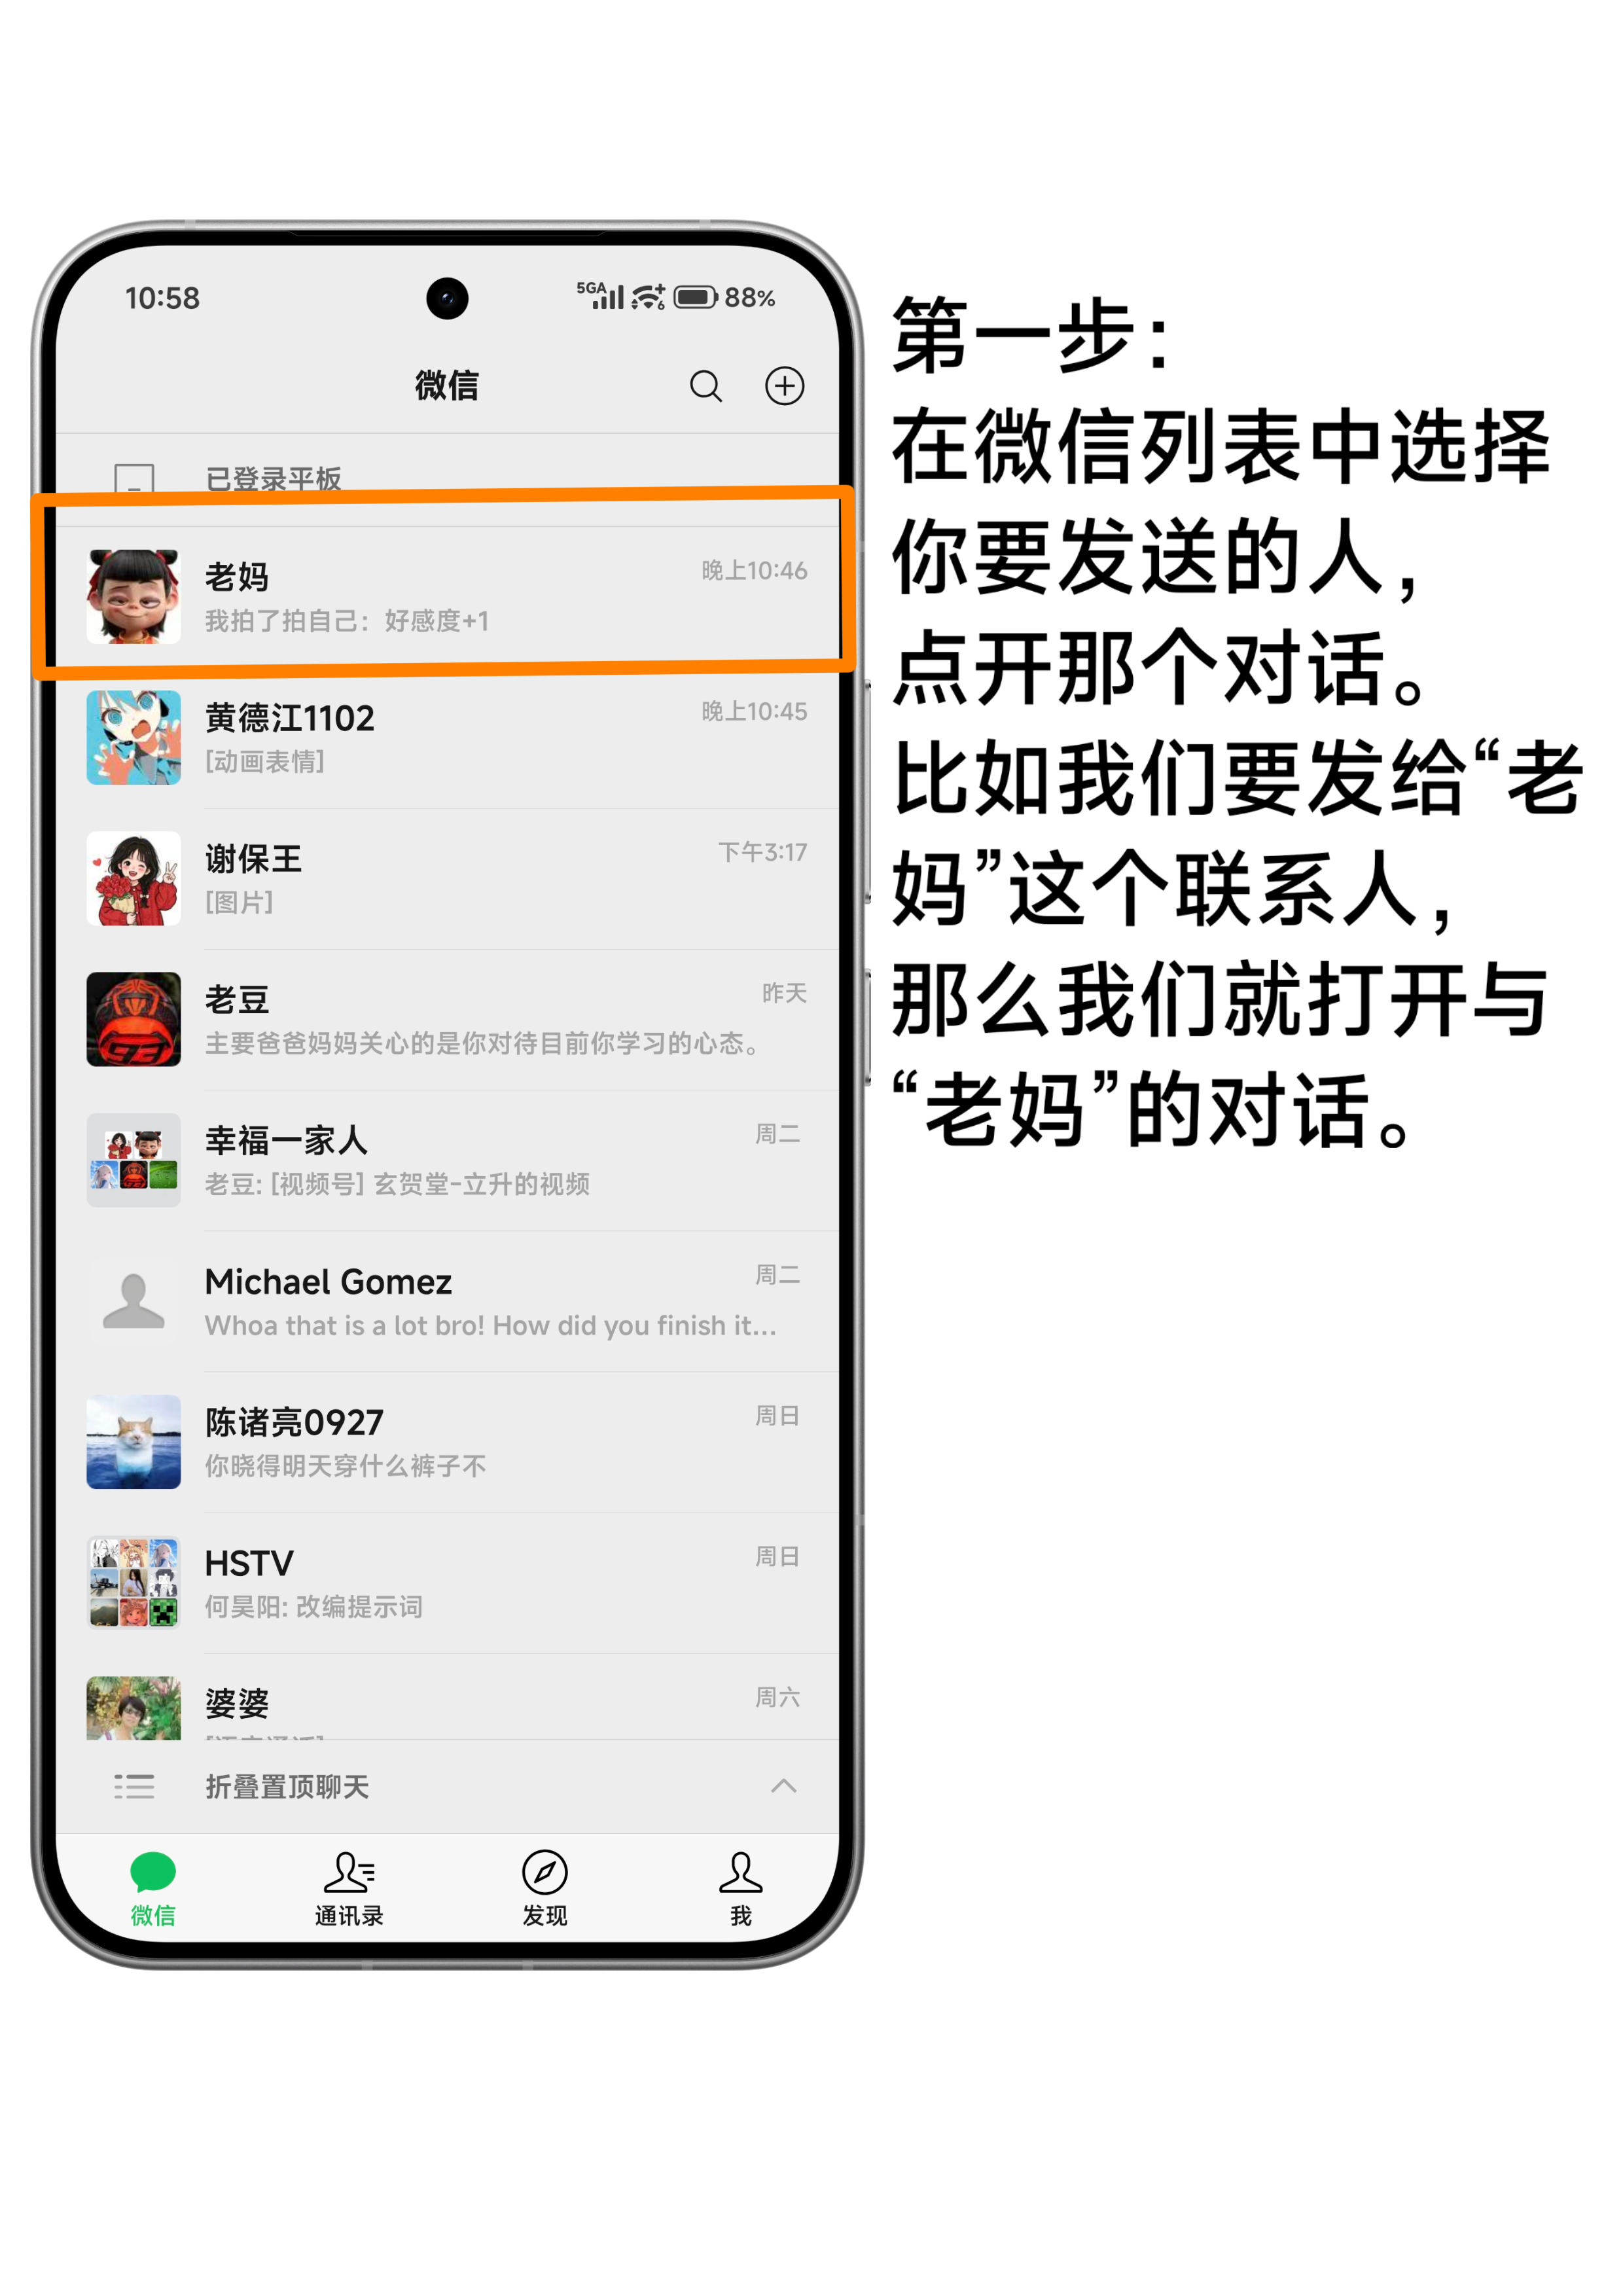 10:58
5GA 6 88%
微信
已登录平板
老妈
晚上10:46
我拍了拍自己：好感度+1
黄德江1102
晚上10:45
[动画表情]
谢保王
下午3:17
[图片]
老豆
昨天
主要爸爸妈妈关心的是你对待目前你学习的心态。
幸福一家人
周二
老豆: [视频号] 玄贺堂-立升的视频
Michael Gomez
周二
Whoa that is a lot bro! How did you finish it...
陈诸亮0927
周日
你晓得明天穿什么裤子不
HSTV
周日
何昊阳: 改编提示词
婆婆
周六
折叠置顶聊天
微信
通讯录
发现
我
第一步：
在微信列表中选择
你要发送的人，
点开那个对话。
比如我们要发给“老
妈”这个联系人，
那么我们就打开与
“老妈”的对话。